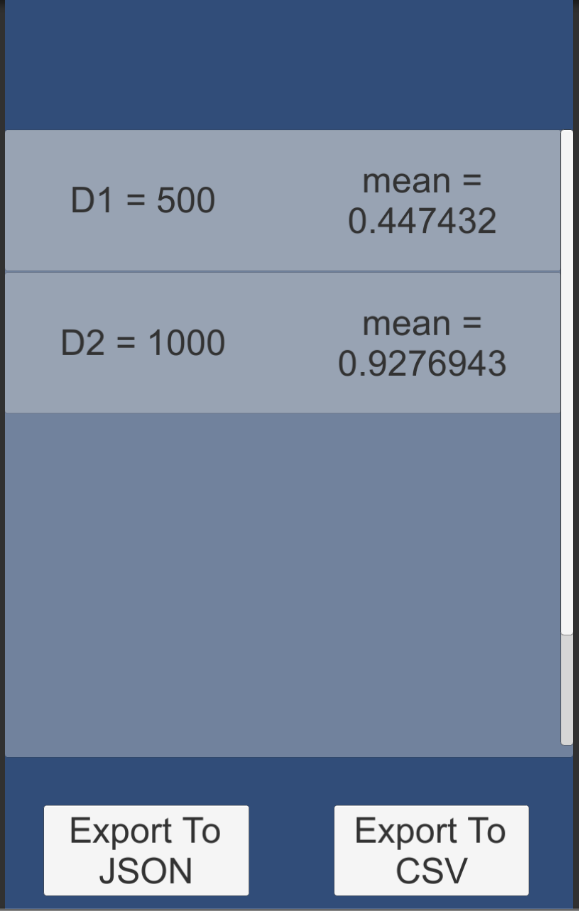 D1 = 500
mean =
0.447432
D2 = 1000
mean =
0.9276943
Export To
JSON
Export To
CSV